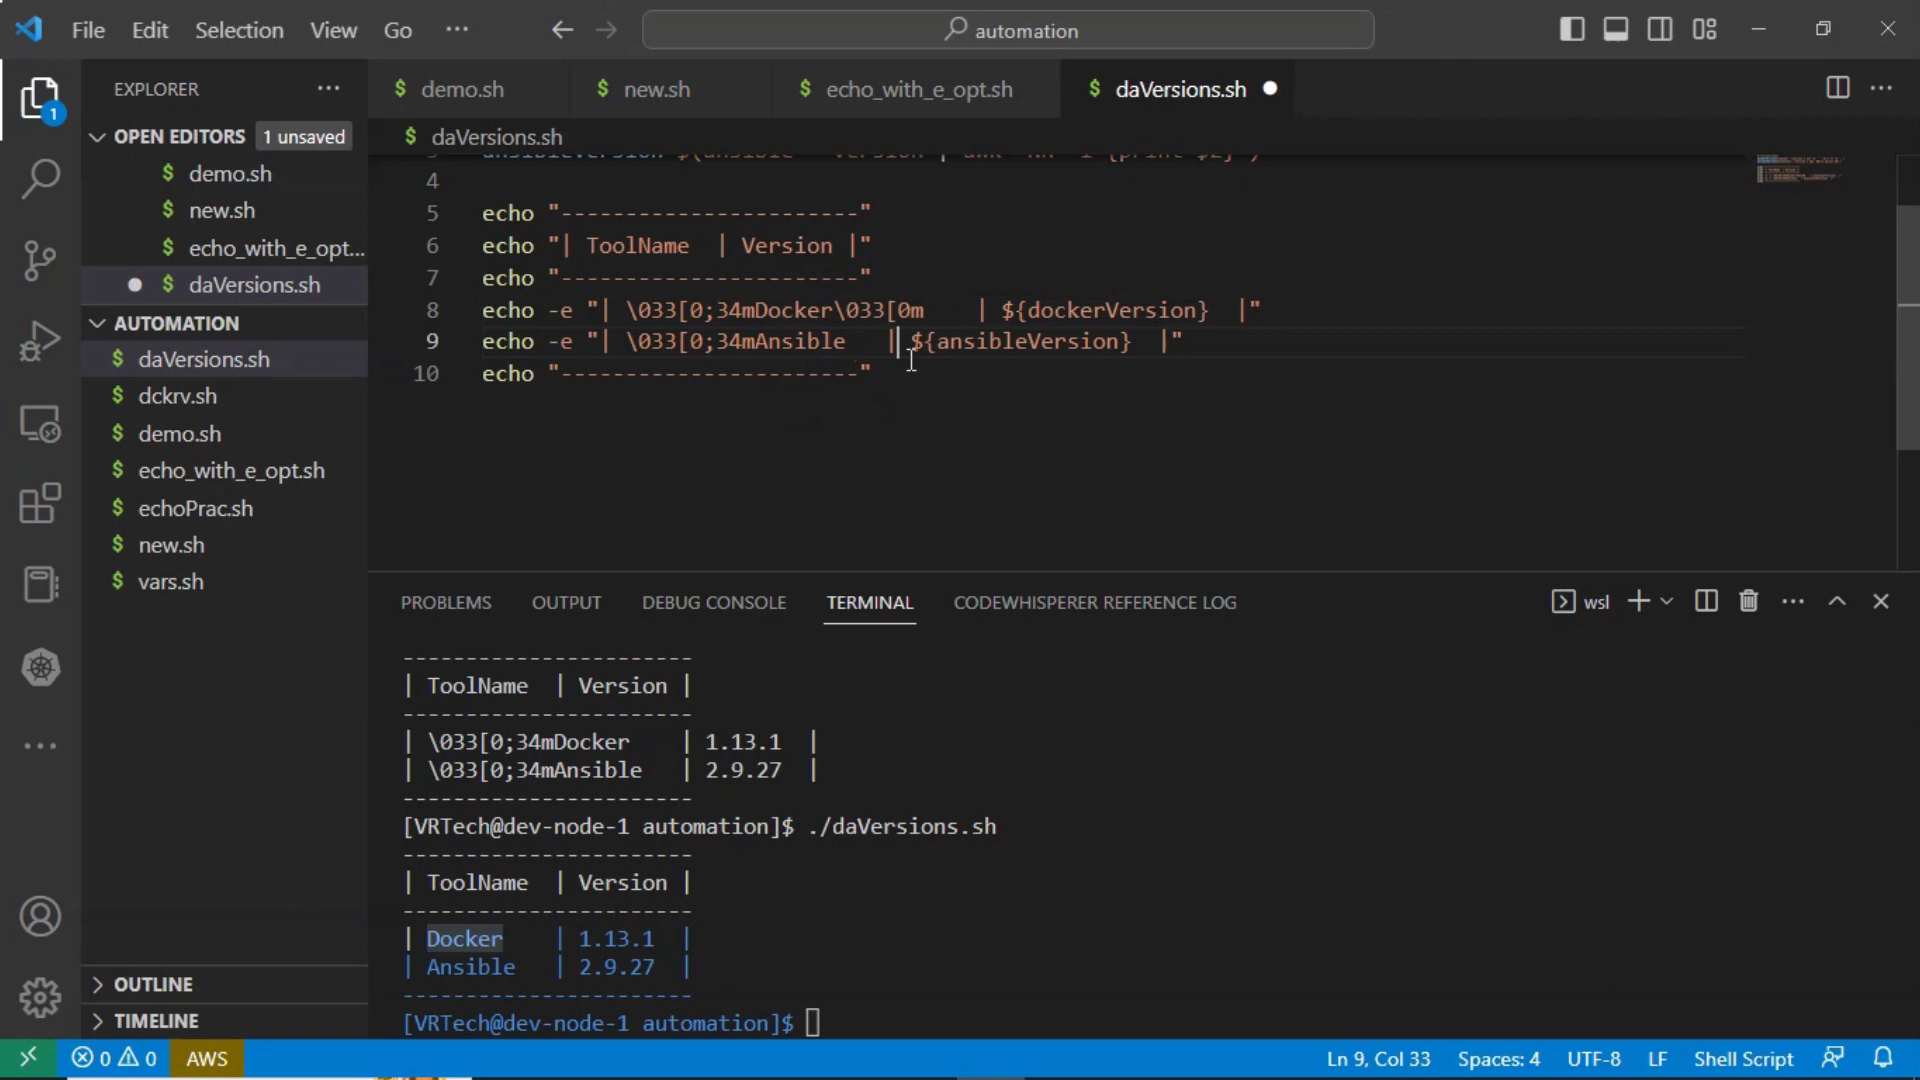 File Edit Selection View Go ··· automation
EXPLORER ···
OPEN EDITORS 1 unsaved
demo.sh
new.sh
echo_with_e_opt...
daVersions.sh
AUTOMATION
daVersions.sh
dckrv.sh
demo.sh
echo_with_e_opt.sh
echoPrac.sh
new.sh
vars.sh
OUTLINE
TIMELINE
1
$ demo.sh $ new.sh $ echo_with_e_opt.sh $ daVersions.sh
$ daVersions.sh
4
5 echo "-----------------------"
6 echo "| ToolName  | Version |"
7 echo "-----------------------"
8 echo -e "| \033[0;34mDocker\033[0m    | ${dockerVersion}  |"
9 echo -e "| \033[0;34mAnsible   | ${ansibleVersion}  |"
10 echo "-----------------------"
PROBLEMS OUTPUT DEBUG CONSOLE TERMINAL CODEWHISPERER REFERENCE LOG wsl
-----------------------
| ToolName  | Version |
-----------------------
| \033[0;34mDocker    | 1.13.1  |
| \033[0;34mAnsible   | 2.9.27  |
-----------------------
[VRTech@dev-node-1 automation]$ ./daVersions.sh
-----------------------
| ToolName  | Version |
-----------------------
| Docker    | 1.13.1  |
| Ansible   | 2.9.27  |
-----------------------
[VRTech@dev-node-1 automation]$
0 0 AWS Ln 9, Col 33 Spaces: 4 UTF-8 LF Shell Script